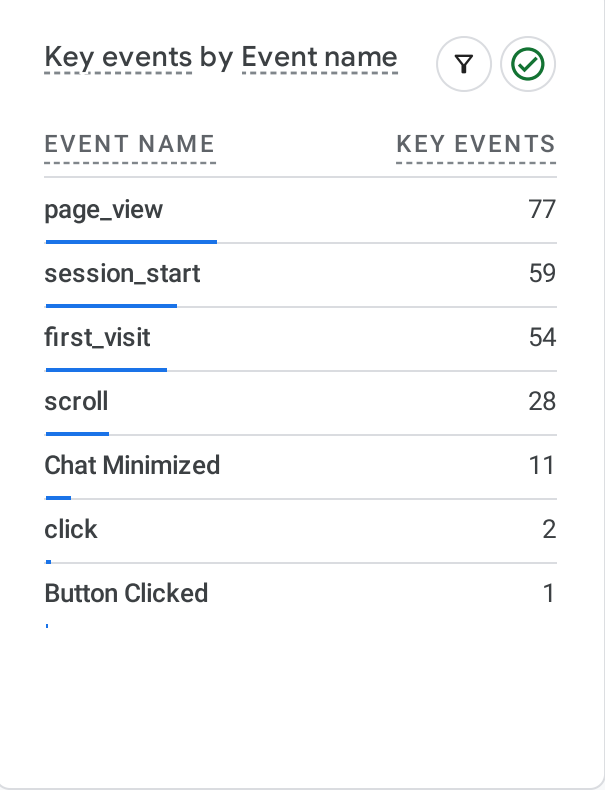 Key events by Event name
EVENT NAME KEY EVENTS
page_view 77
session_start 59
first_visit 54
scroll 28
Chat Minimized 11
click 2
Button Clicked 1